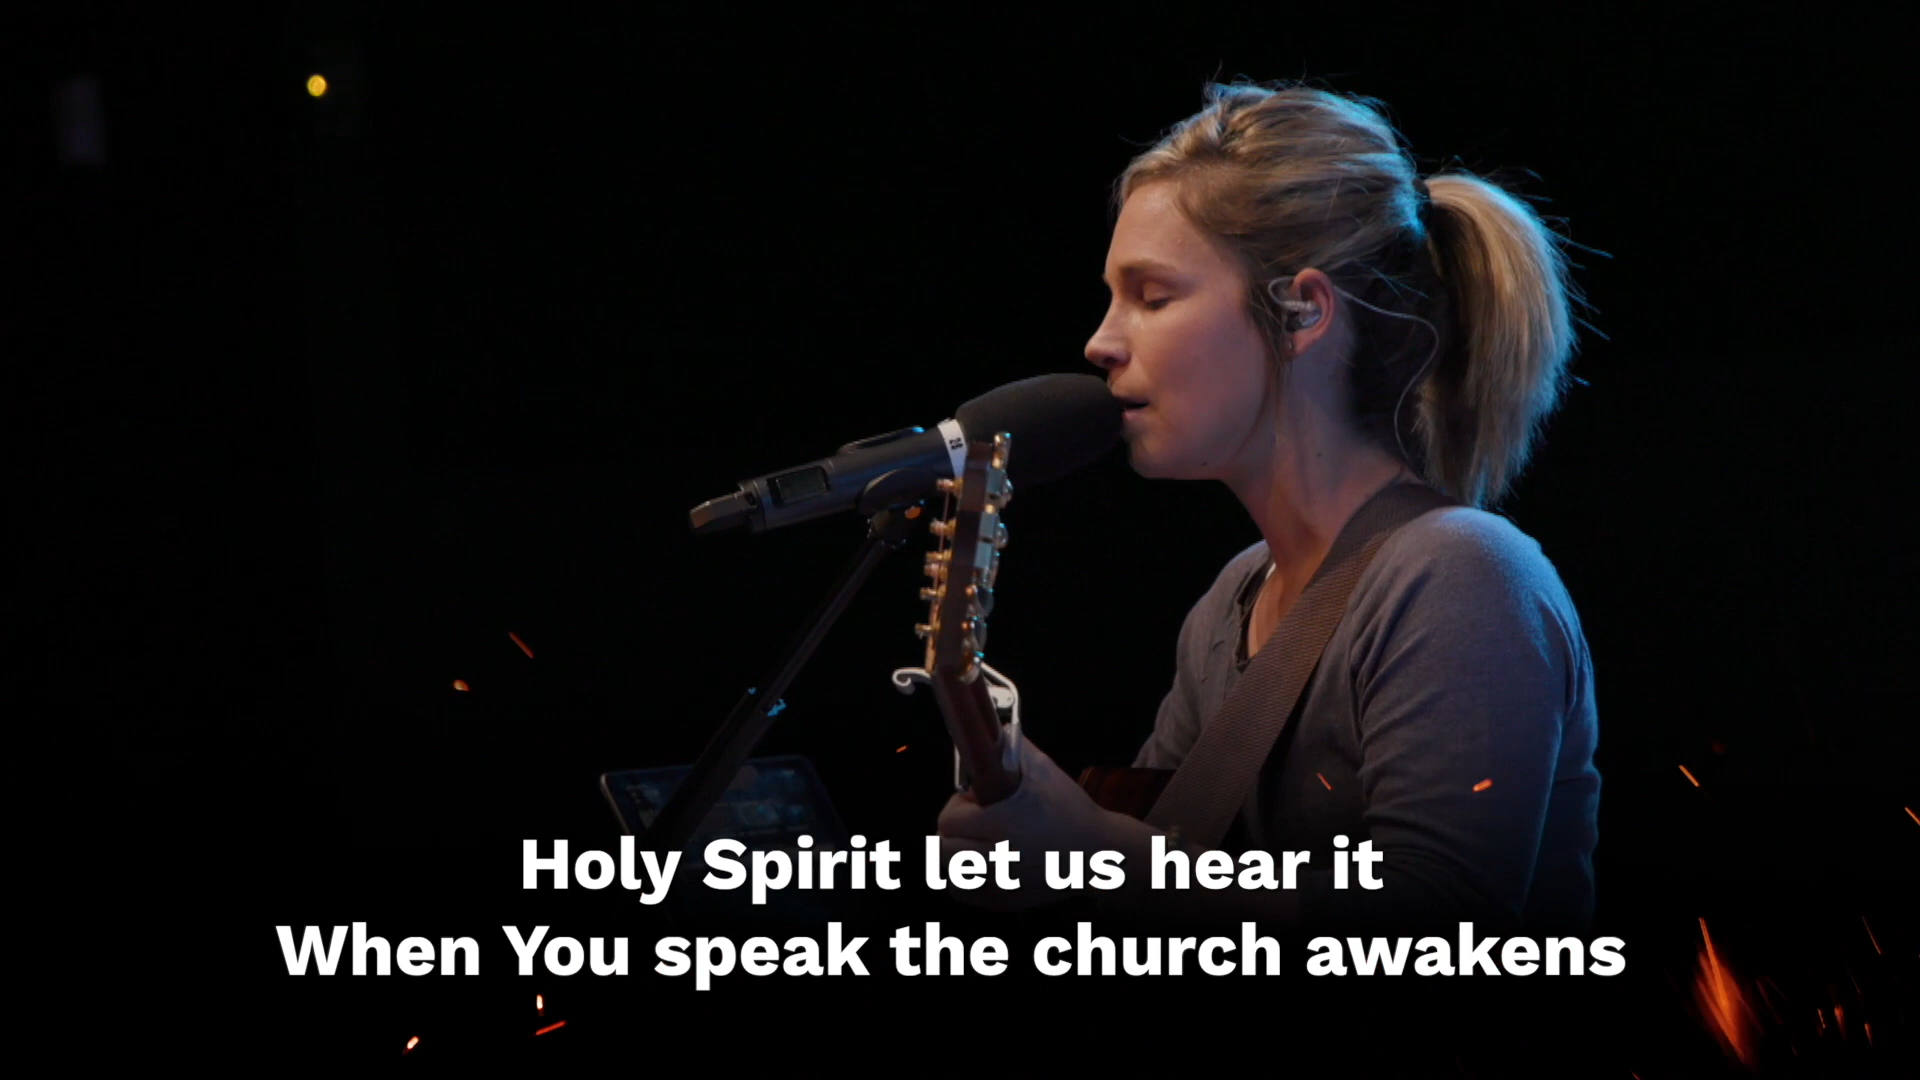 Holy Spirit let us hear it
When You speak the church awakens